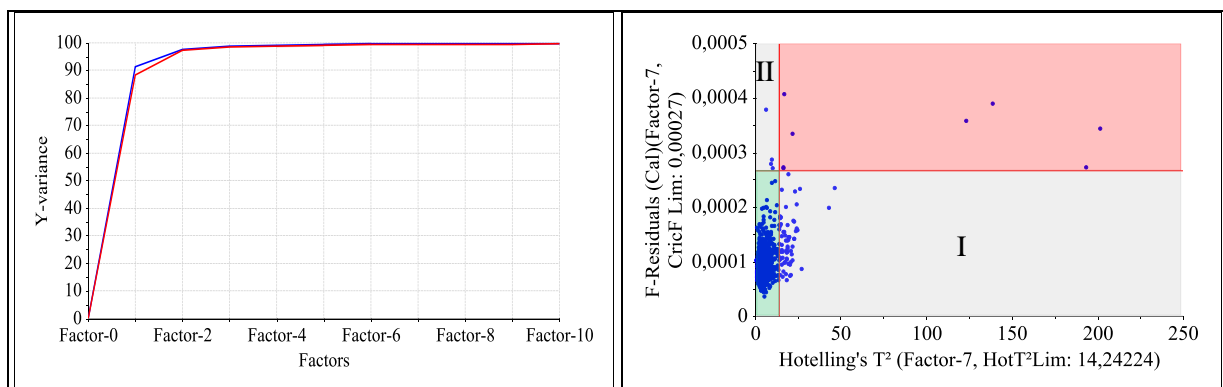 100
90
80
70
60
50
40
30
20
10
0
Y-variance
Factor-0 Factor-2 Factor-4 Factor-6 Factor-8 Factor-10
Factors
0,0005
0,0004
0,0003
0,0002
0,0001
0
F-Residuals (Cal)(Factor-7,
CricF Lim: 0,00027)
II
I
0 50 100 150 200 250
Hotelling's T² (Factor-7, HotT²Lim: 14,24224)